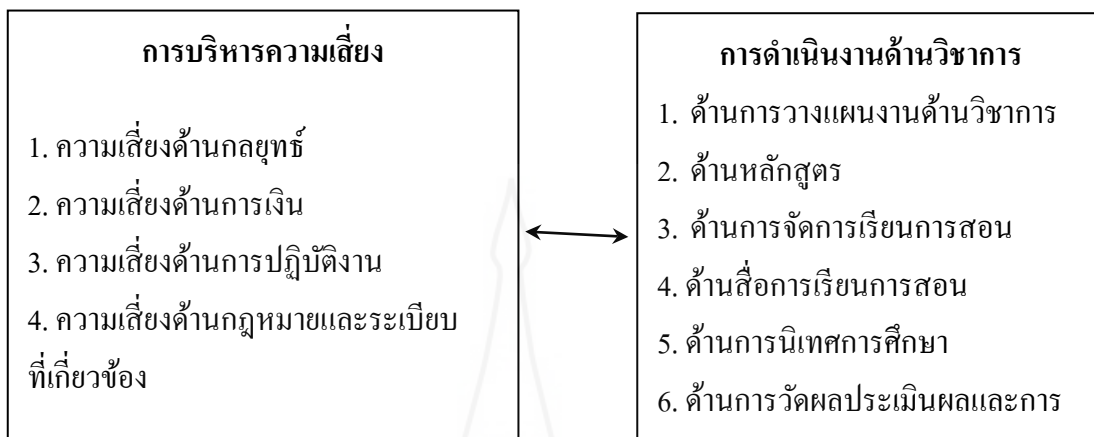 การบริหารความเสี่ยง
1. ความเสี่ยงด้านกลยุทธ์
2. ความเสี่ยงด้านการเงิน
3. ความเสี่ยงด้านการปฏิบัติงาน
4. ความเสี่ยงด้านกฎหมายและระเบียบ
ที่เกี่ยวข้อง
การดำเนินงานด้านวิชาการ
1. ด้านการวางแผนงานด้านวิชาการ
2. ด้านหลักสูตร
3. ด้านการจัดการเรียนการสอน
4. ด้านสื่อการเรียนการสอน
5. ด้านการนิเทศการศึกษา
6. ด้านการวัดผลประเมินผลและการ